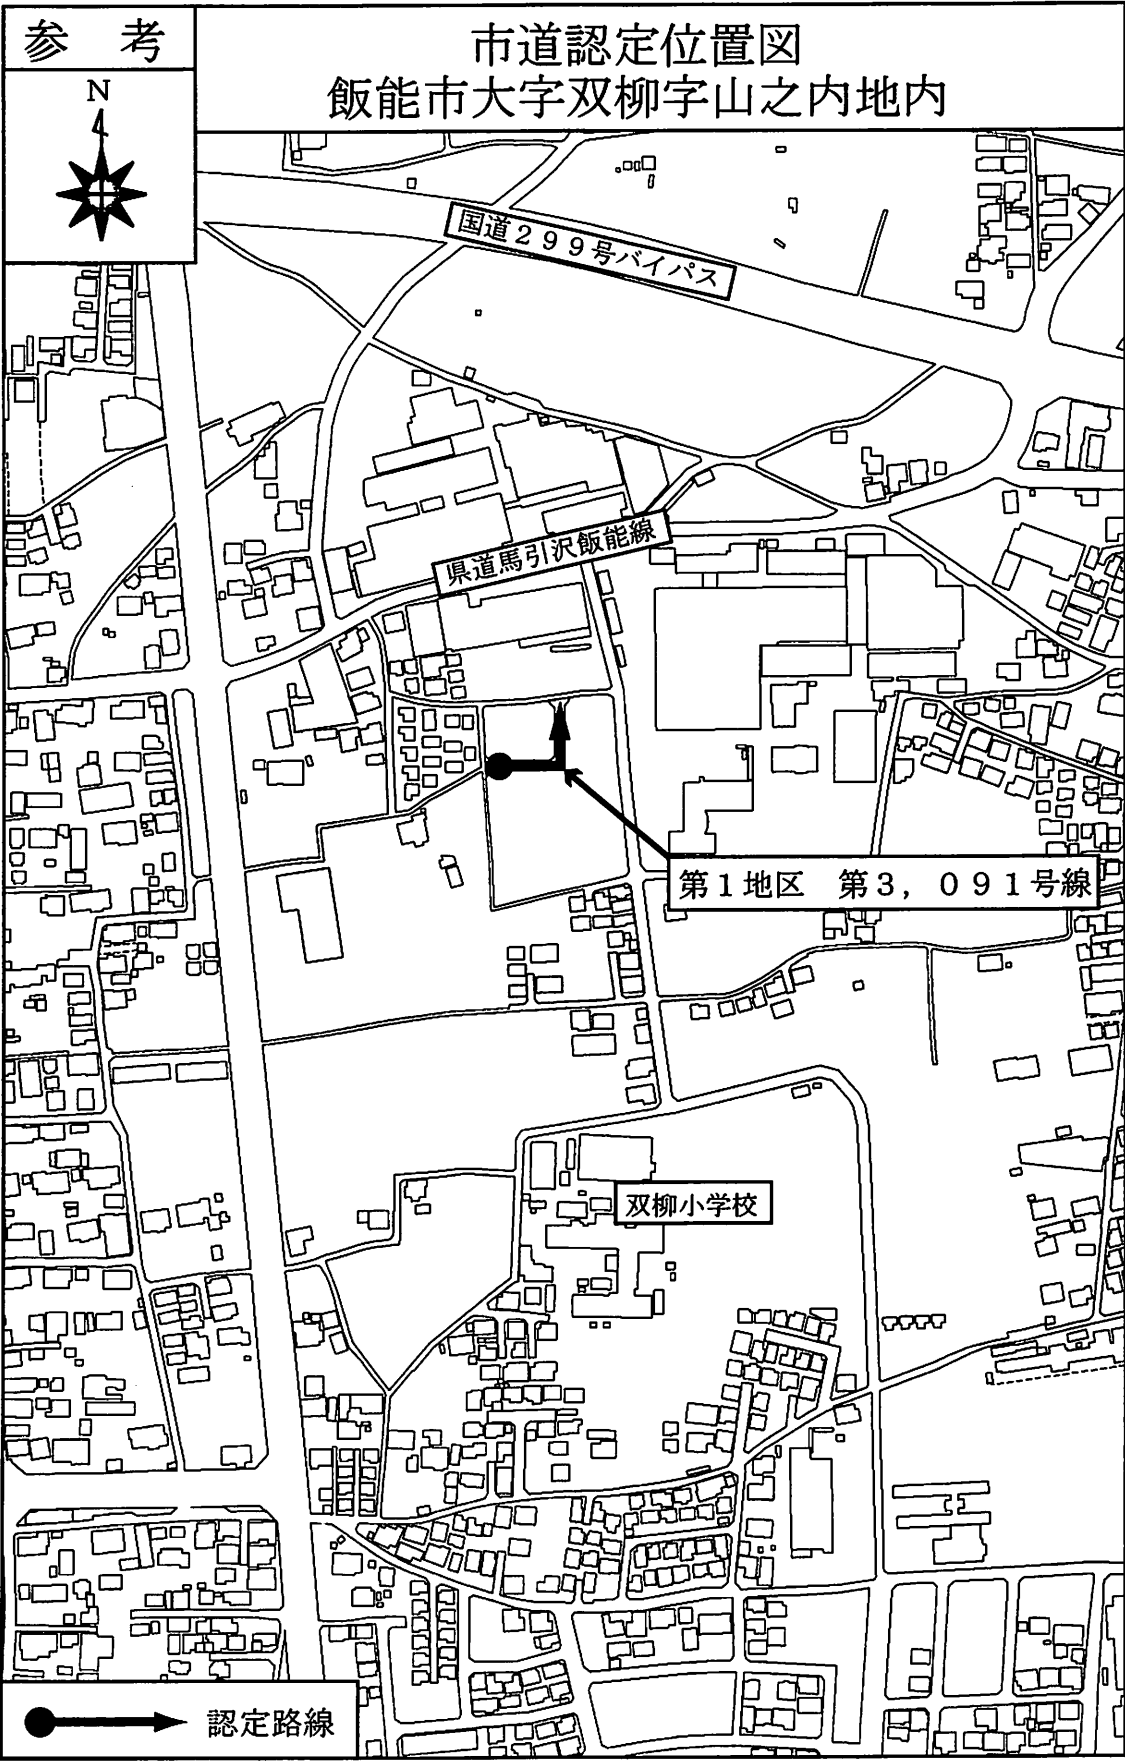 参　考
市道認定位置図
飯能市大字双柳字山之内地内
N
国道２９９号バイパス
県道馬引沢飯能線
第１地区　第３，０９１号線
双柳小学校
認定路線